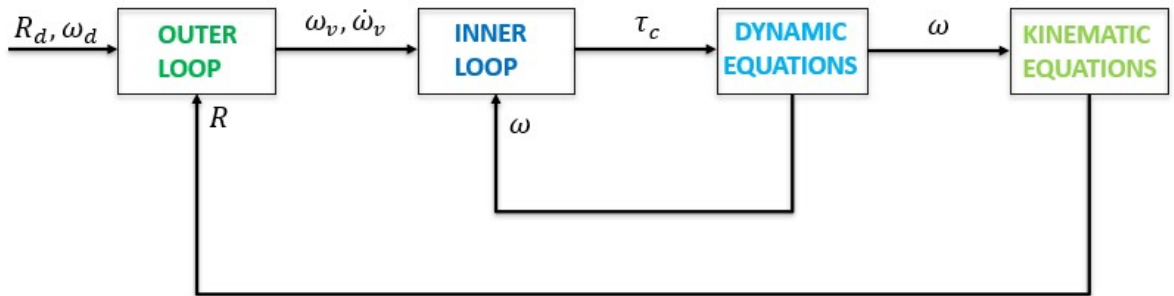 R_d, ω_d
OUTER
LOOP
ω_v, ω̇_v
INNER
LOOP
τ_c
DYNAMIC
EQUATIONS
ω
KINEMATIC
EQUATIONS
R
ω